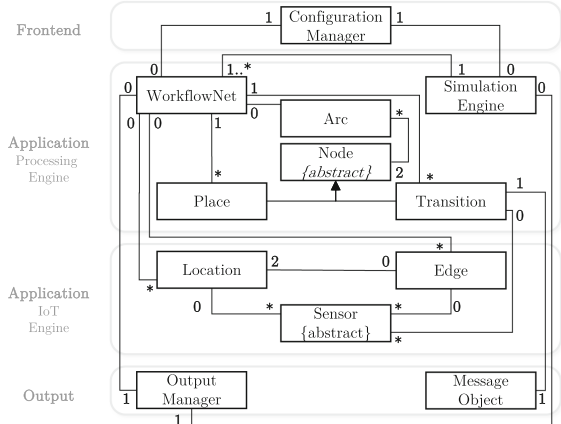 Frontend
1
Configuration
Manager
1
0
1..*
1
0
0
WorkflowNet
1
Simulation
Engine
0
0
0
1
0
Arc
*
Application
Processing
Engine
Node
{abstract}
2
*
*
Place
Transition
1
0
*
Location
2
0
Edge
Application
IoT
Engine
*
0
*
Sensor
{abstract}
*
0
*
Output
1
Output
Manager
Message
Object
1
1